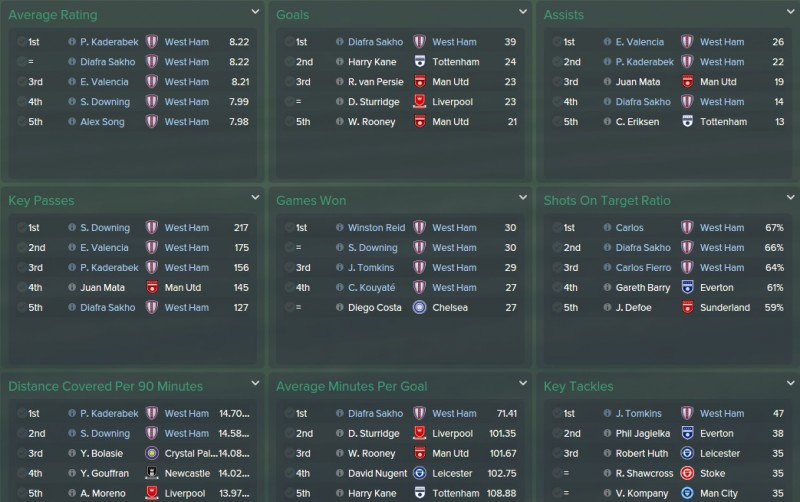 Average Rating
1st P. Kaderabek West Ham 8.22
= Diafra Sakho West Ham 8.22
3rd E. Valencia West Ham 8.21
4th S. Downing West Ham 7.99
5th Alex Song West Ham 7.98
Goals
1st Diafra Sakho West Ham 39
2nd Harry Kane Tottenham 24
3rd R. van Persie Man Utd 23
= D. Sturridge Liverpool 23
5th W. Rooney Man Utd 21
Assists
1st E. Valencia West Ham 26
2nd P. Kaderabek West Ham 22
3rd Juan Mata Man Utd 19
4th Diafra Sakho West Ham 14
5th C. Eriksen Tottenham 13
Key Passes
1st S. Downing West Ham 217
2nd E. Valencia West Ham 175
3rd P. Kaderabek West Ham 156
4th Juan Mata Man Utd 145
5th Diafra Sakho West Ham 127
Games Won
1st Winston Reid West Ham 30
= S. Downing West Ham 30
3rd J. Tomkins West Ham 29
4th C. Kouyaté West Ham 27
= Diego Costa Chelsea 27
Shots On Target Ratio
1st Carlos West Ham 67%
2nd Diafra Sakho West Ham 66%
3rd Carlos Fierro West Ham 64%
4th Gareth Barry Everton 61%
5th J. Defoe Sunderland 59%
Distance Covered Per 90 Minutes
1st P. Kaderabek West Ham 14.70...
2nd S. Downing West Ham 14.58...
3rd Y. Bolasie Crystal Pal... 14.08...
4th Y. Gouffran Newcastle 14.02...
5th A. Moreno Liverpool 13.97...
Average Minutes Per Goal
1st Diafra Sakho West Ham 71.41
2nd D. Sturridge Liverpool 101.35
3rd W. Rooney Man Utd 101.67
4th David Nugent Leicester 102.75
5th Harry Kane Tottenham 108.88
Key Tackles
1st J. Tomkins West Ham 47
2nd Phil Jagielka Everton 38
3rd Robert Huth Leicester 35
= R. Shawcross Stoke 35
= V. Kompany Man City 35